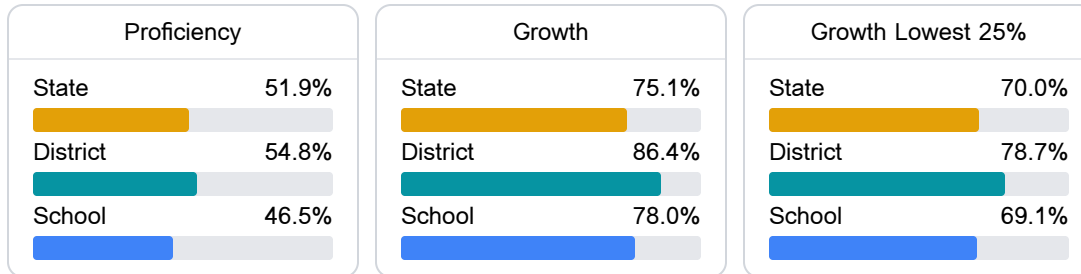 Proficiency
State 51.9%
District 54.8%
School 46.5%
Growth
State 75.1%
District 86.4%
School 78.0%
Growth Lowest 25%
State 70.0%
District 78.7%
School 69.1%